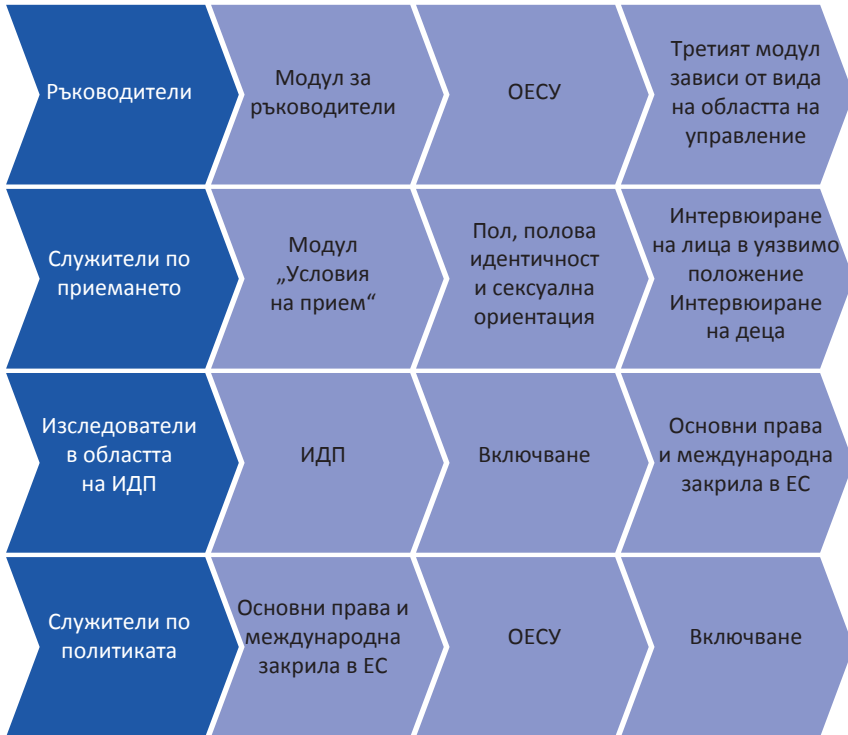 Ръководители
Модул за
ръководители
ОЕСУ
Третият модул
зависи от вида
на областта на
управление
Служители по
приемането
Модул
„Условия
на прием“
Пол, полова
идентичност
и сексуална
ориентация
Интервюиране
на лица в уязвимо
положение
Интервюиране
на деца
Изследователи
в областта
на ИДП
ИДП
Включване
Основни права
и международна
закрила в ЕС
Служители по
политиката
Основни права и
международна
закрила в ЕС
ОЕСУ
Включване